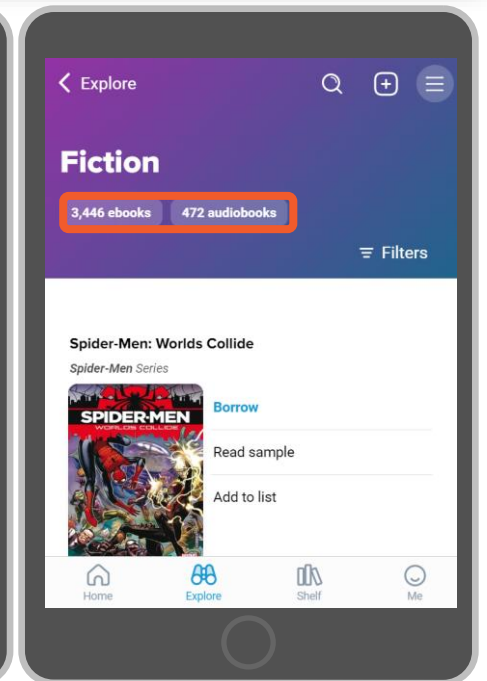 Explore
Fiction
3,446 ebooks 472 audiobooks
Filters
Spider-Men: Worlds Collide
Spider-Men Series
SPIDER-MEN
WORLDS COLLIDE
Borrow
Read sample
Add to list
Home Explore Shelf Me